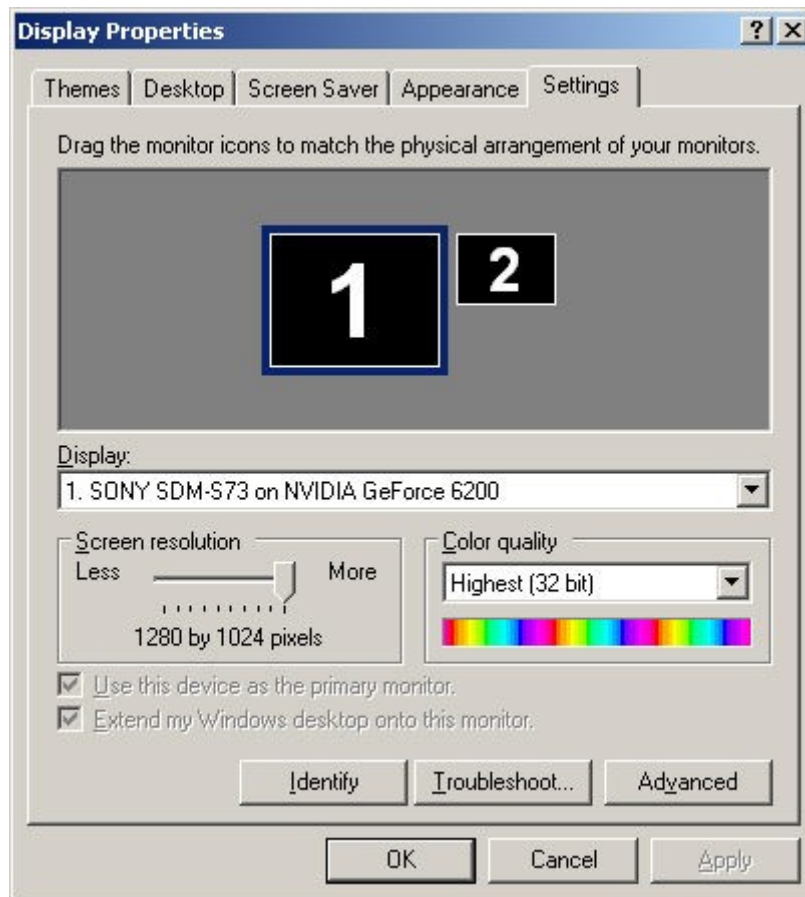 Display Properties
Themes Desktop Screen Saver Appearance Settings
Drag the monitor icons to match the physical arrangement of your monitors.
1 2
Display:
1. SONY SDM-S73 on NVIDIA GeForce 6200
Screen resolution
Less More
1280 by 1024 pixels
Color quality
Highest (32 bit)
Use this device as the primary monitor.
Extend my Windows desktop onto this monitor.
Identify Troubleshoot... Advanced
OK Cancel Apply